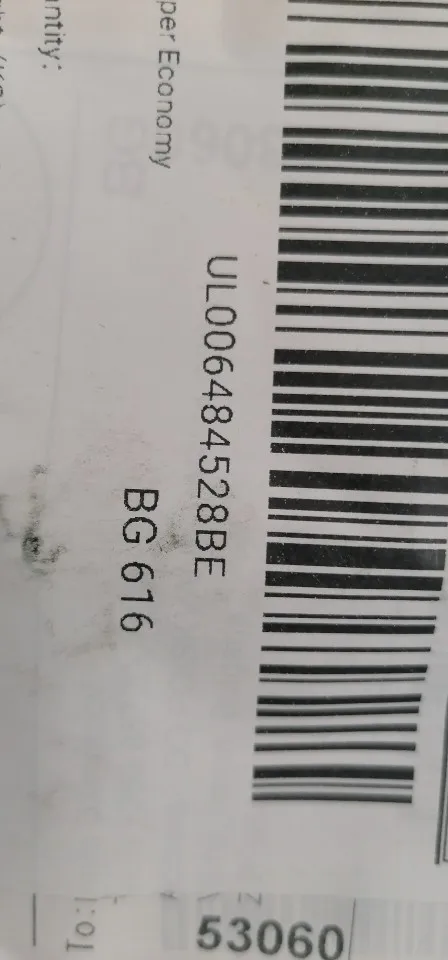 per Economy
ntity:
UL006484528BE
BG 616
53060